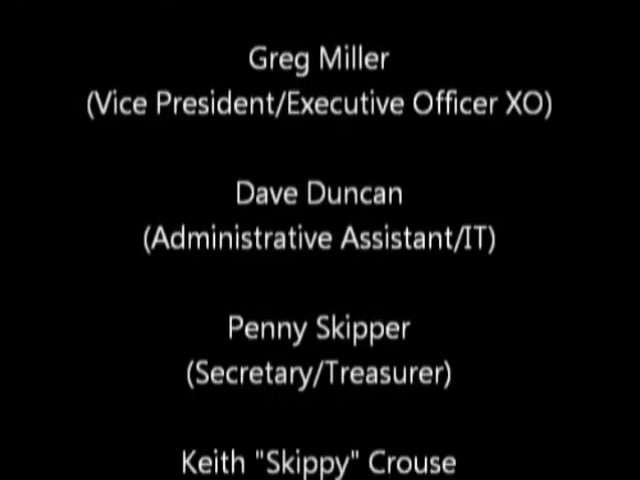 Greg Miller
(Vice President/Executive Officer XO)
Dave Duncan
(Administrative Assistant/IT)
Penny Skipper
(Secretary/Treasurer)
Keith "Skippy" Crouse